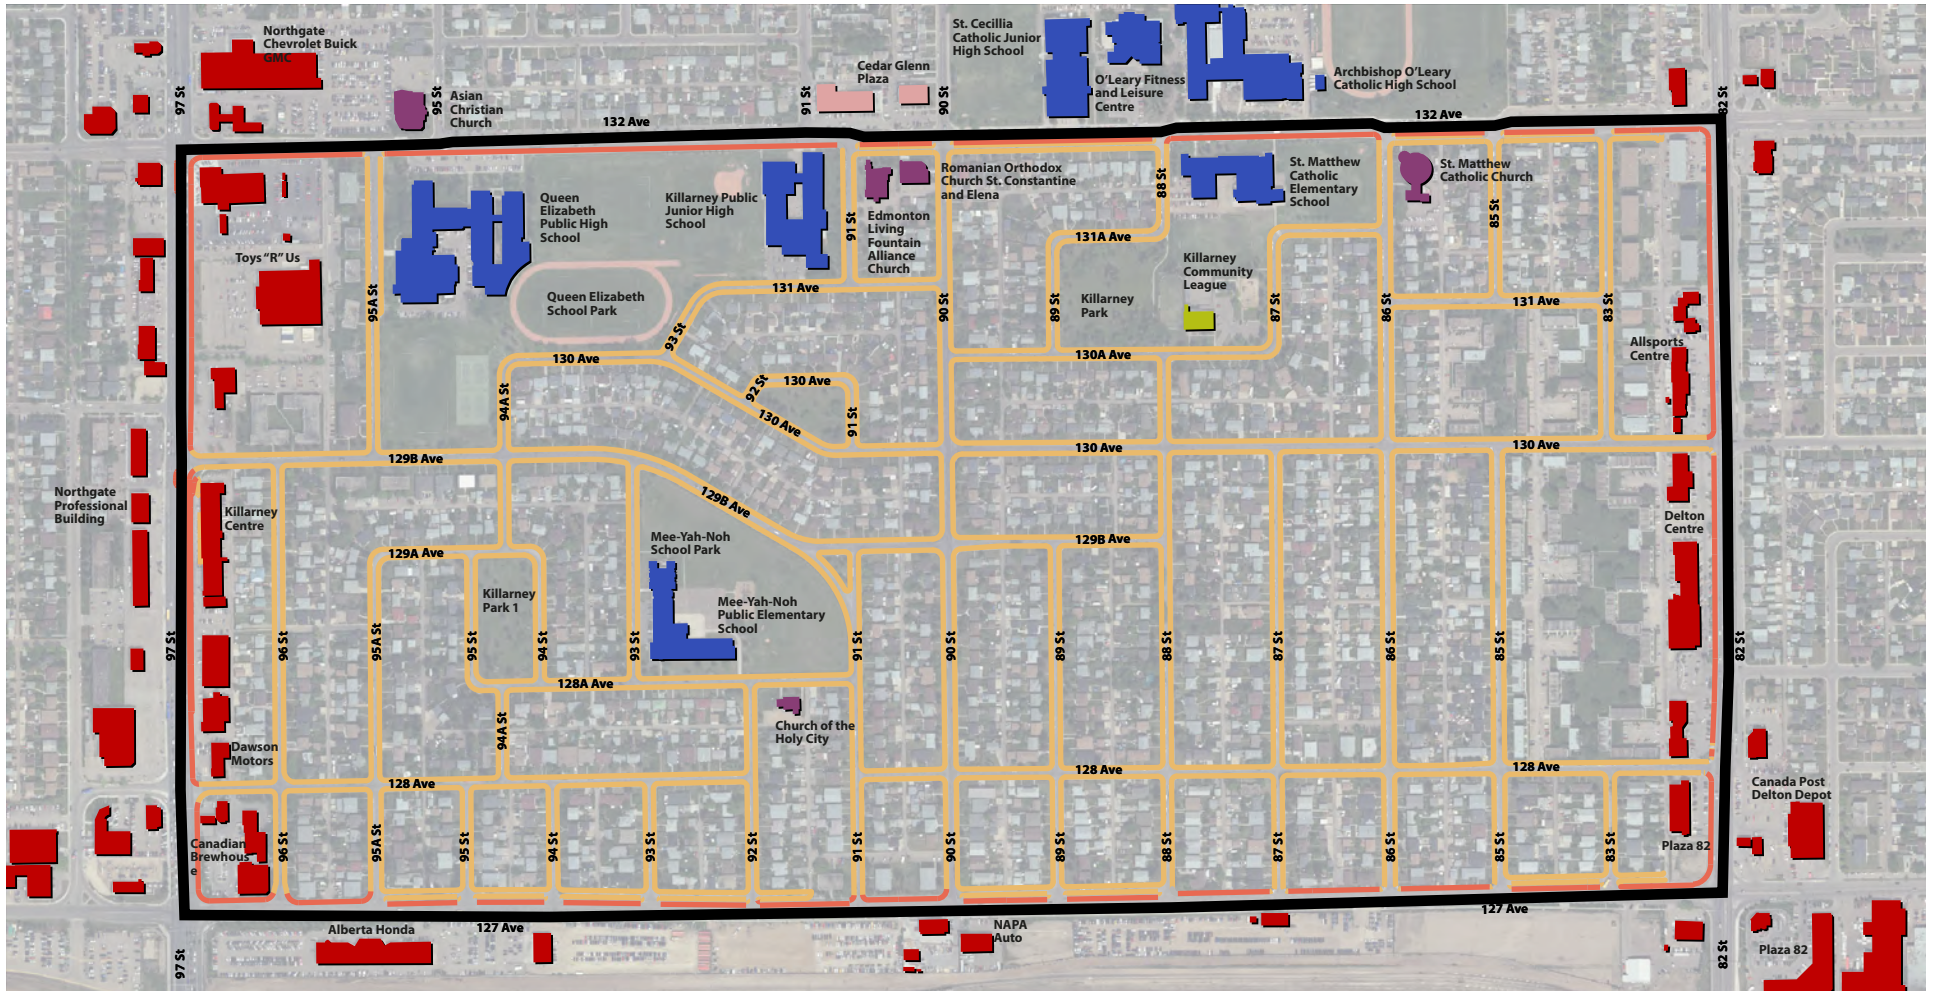 Northgate
Chevrolet Buick
GMC
97 St
95 St
Asian
Christian
Church
132 Ave
91 St
Cedar Glenn
Plaza
90 St
St. Cecillia
Catholic Junior
High School
O'Leary Fitness
and Leisure
Centre
Archbishop O'Leary
Catholic High School
132 Ave
82 St
Queen
Elizabeth
Public High
School
Killarney Public
Junior High
School
91 St
Romanian Orthodox
Church St. Constantine
and Elena
Edmonton
Living
Fountain
Alliance
Church
88 St
131A Ave
St. Matthew
Catholic
Elementary
School
St. Matthew
Catholic Church
85 St
Toys "R" Us
95A St
Queen Elizabeth
School Park
131 Ave
93 St
90 St
89 St
Killarney
Park
Killarney
Community
League
87 St
86 St
131 Ave
83 St
Allsports
Centre
130 Ave
94A St
92 St
130 Ave
130 Ave
91 St
130A Ave
130 Ave
130 Ave
129B Ave
Northgate
Professional
Building
Killarney
Centre
129B Ave
129B Ave
Delton
Centre
129A Ave
Mee-Yah-Noh
School Park
Killarney
Park 1
Mee-Yah-Noh
Public Elementary
School
97 St
96 St
95A St
95 St
94 St
93 St
91 St
90 St
89 St
88 St
87 St
86 St
85 St
82 St
128A Ave
94A St
Church of the
Holy City
Dawson
Motors
128 Ave
128 Ave
128 Ave
Canada Post
Delton Depot
Canadian
Brewhous
e
96 St
95A St
95 St
94 St
93 St
92 St
91 St
90 St
89 St
88 St
87 St
86 St
85 St
83 St
Plaza 82
127 Ave
127 Ave
97 St
Alberta Honda
NAPA
Auto
82 St
Plaza 82